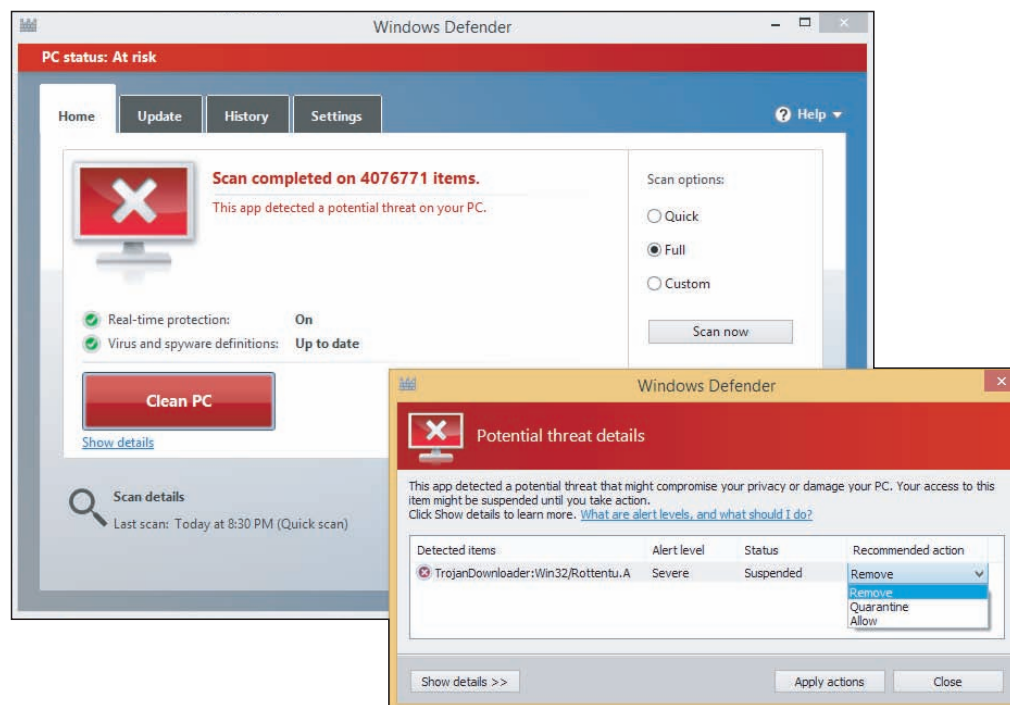 Windows Defender
PC status: At risk
Home
Update
History
Settings
Help
Scan completed on 4076771 items.
This app detected a potential threat on your PC.
Scan options:
Quick
Full
Custom
Scan now
Real-time protection: On
Virus and spyware definitions: Up to date
Clean PC
Show details
Scan details
Last scan: Today at 8:30 PM (Quick scan)
Windows Defender
Potential threat details
This app detected a potential threat that might compromise your privacy or damage your PC. Your access to this
item might be suspended until you take action.
Click Show details to learn more. What are alert levels, and what should I do?
Detected items Alert level Status Recommended action
TrojanDownloader:Win32/Rottentu.A Severe Suspended Remove
Remove
Quarantine
Allow
Show details >>
Apply actions
Close